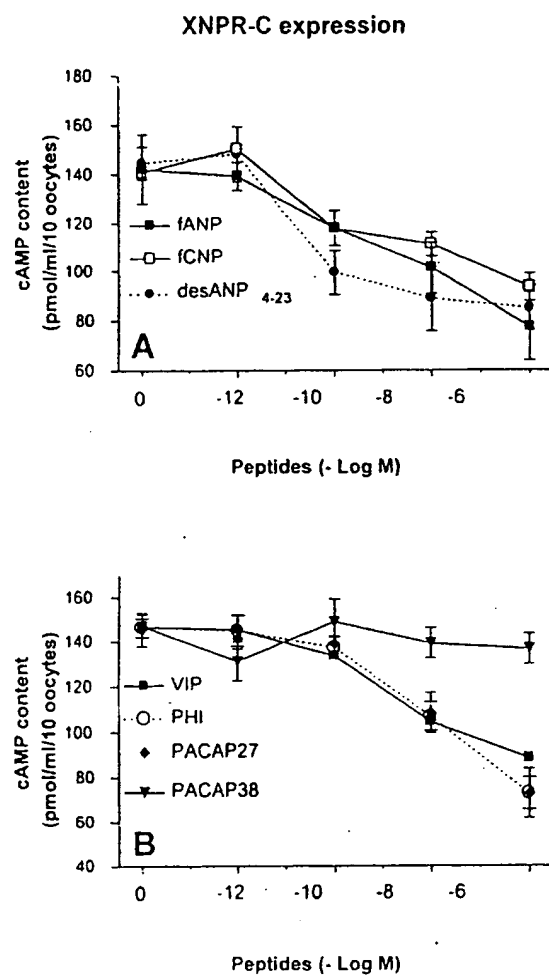 XNPR-C expression
180
160
140
120
100
80
60
cAMP content
(pmol/ml/10 oocytes)
fANP
fCNP
desANP 4-23
A
0 -12 -10 -8 -6
Peptides (- Log M)
160
140
120
100
80
60
40
cAMP content
(pmol/ml/10 oocytes)
VIP
PHI
PACAP27
PACAP38
B
0 -12 -10 -8 -6
Peptides (- Log M)